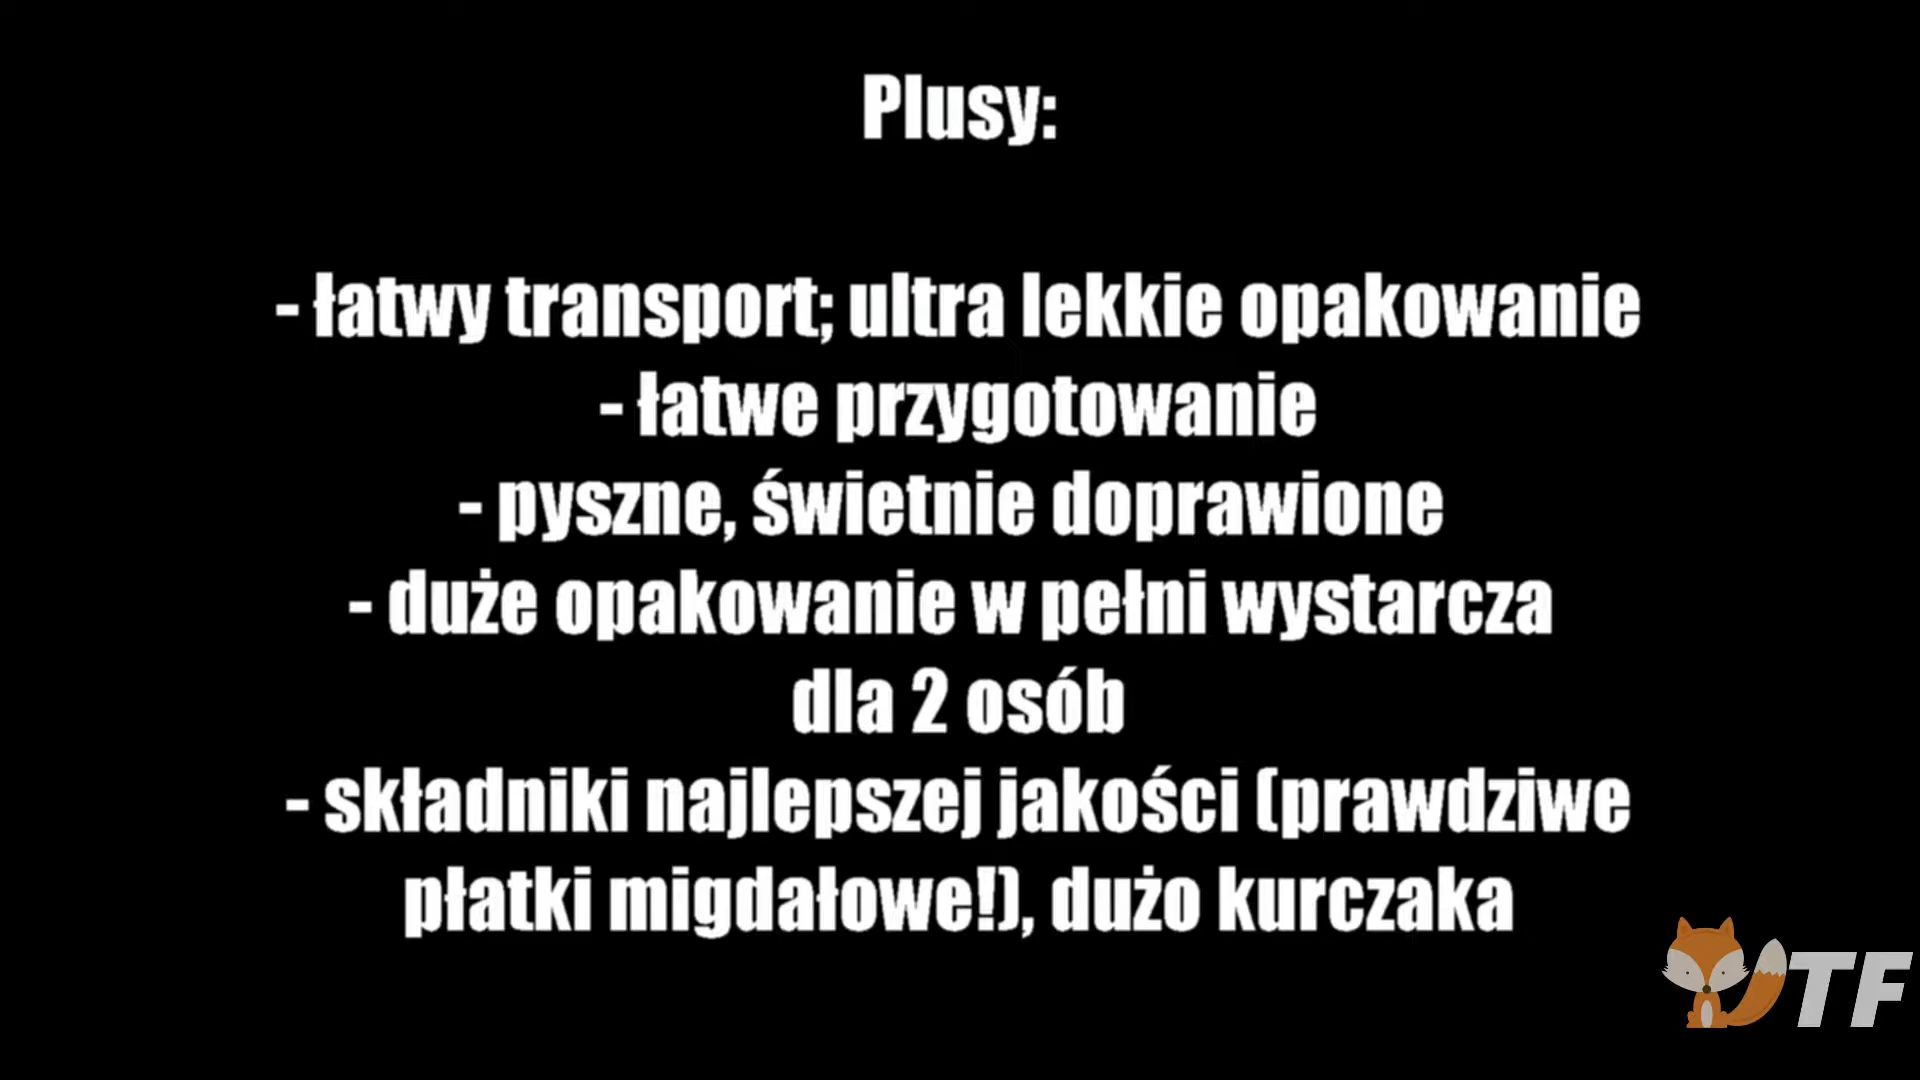 Plusy:
- łatwy transport; ultra lekkie opakowanie
- łatwe przygotowanie
- pyszne, świetnie doprawione
- duże opakowanie w pełni wystarcza
dla 2 osób
- składniki najlepszej jakości (prawdziwe
płatki migdałowe!), dużo kurczaka
TF